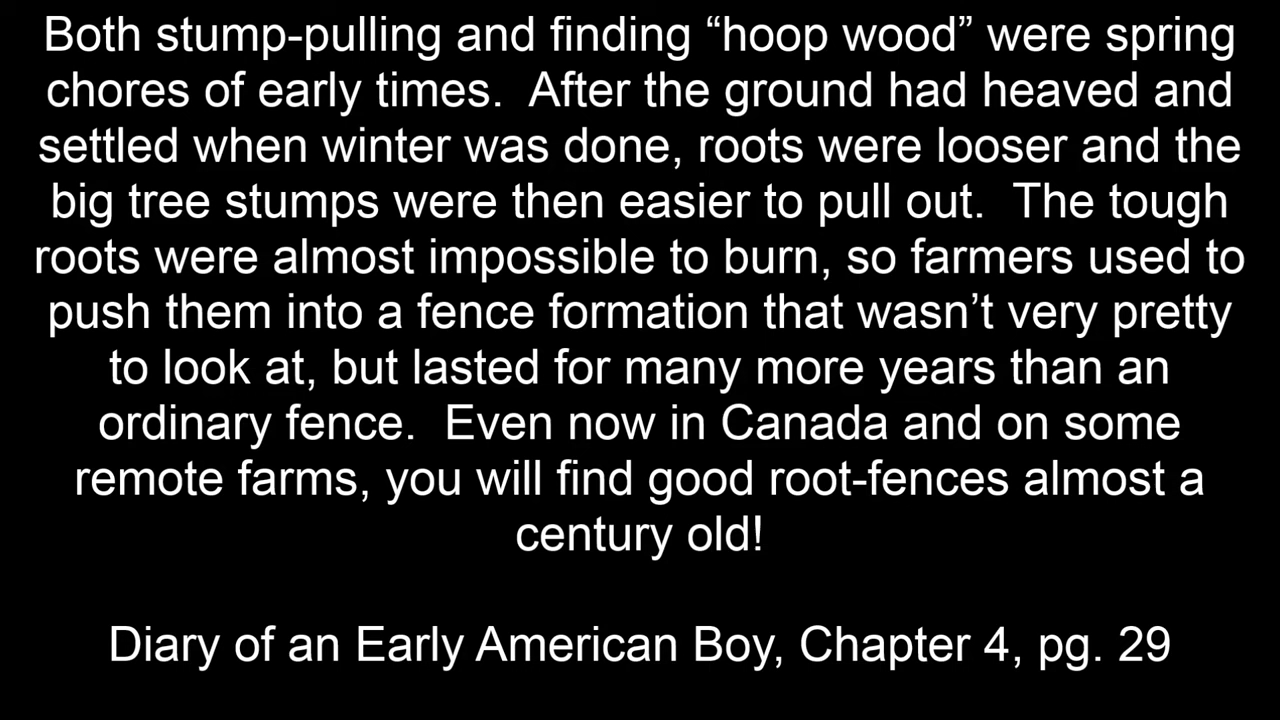 Both stump-pulling and finding “hoop wood” were spring
chores of early times.  After the ground had heaved and
settled when winter was done, roots were looser and the
big tree stumps were then easier to pull out.  The tough
roots were almost impossible to burn, so farmers used to
push them into a fence formation that wasn’t very pretty
to look at, but lasted for many more years than an
ordinary fence.  Even now in Canada and on some
remote farms, you will find good root-fences almost a
century old!
Diary of an Early American Boy, Chapter 4, pg. 29